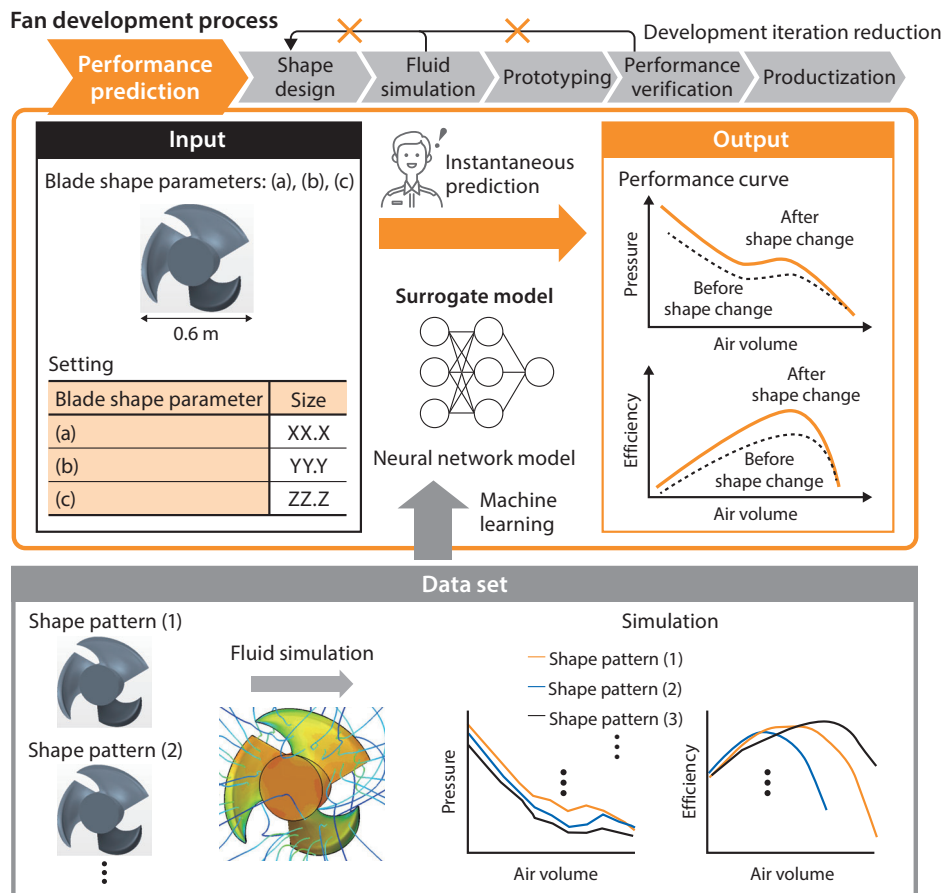 Fan development process
Development iteration reduction
Performance
prediction
Shape
design
Fluid
simulation
Prototyping
Performance
verification
Productization
Input
Blade shape parameters: (a), (b), (c)
0.6 m
Setting
Blade shape parameter Size
(a) XX.X
(b) YY.Y
(c) ZZ.Z
!
Instantaneous
prediction
Surrogate model
Neural network model
Machine
learning
Output
Performance curve
Pressure
After
shape change
Before
shape change
Air volume
Efficiency
After
shape change
Before
shape change
Air volume
Data set
Shape pattern (1)
Shape pattern (2)
Fluid simulation
Simulation
Shape pattern (1)
Shape pattern (2)
Shape pattern (3)
Pressure
Air volume
Efficiency
Air volume